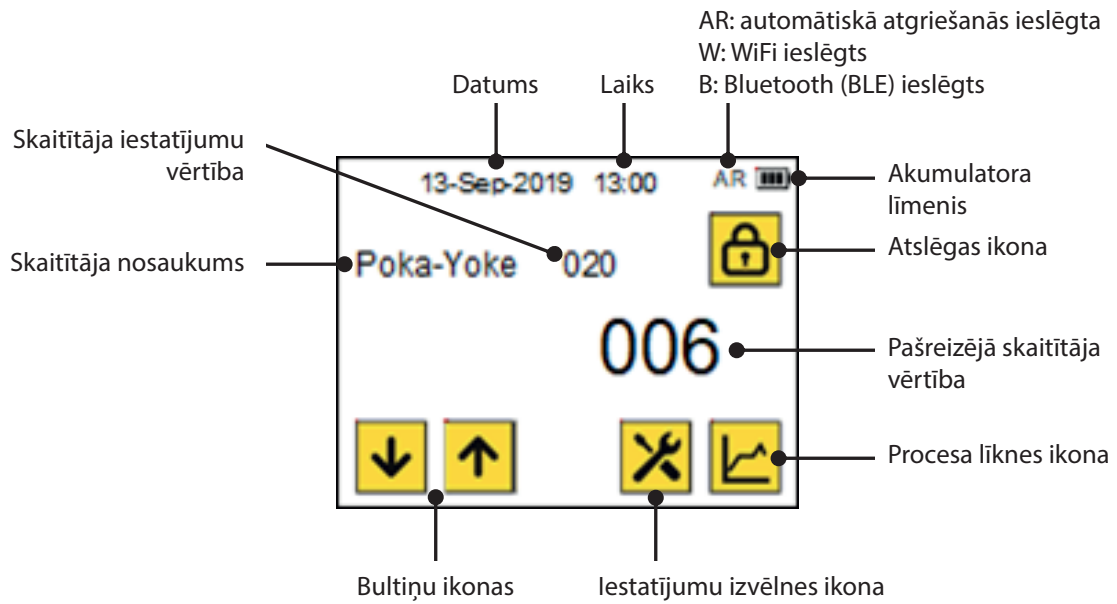 AR: automātiskā atgriešanās ieslēgta
W: WiFi ieslēgts
B: Bluetooth (BLE) ieslēgts
Datums
Laiks
Skaitītāja iestatījumu
vērtība
13-Sep-2019 13:00 AR
Akumulatora
līmenis
Atslēgas ikona
Skaitītāja nosaukums
Poka-Yoke 020
006
Pašreizējā skaitītāja
vērtība
Procesa līknes ikona
Bultiņu ikonas
Iestatījumu izvēlnes ikona